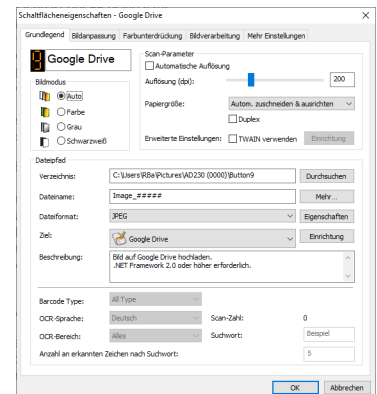 Schaltflächeneigenschaften - Google Drive
Grundlegend Bildanpassung Farbunterdrückung Bildverarbeitung Mehr Einstellungen
9 Google Drive
Bildmodus
Auto
Farbe
Grau
Schwarzweiß
Scan-Parameter
Automatische Auflösung
Auflösung (dpi): 200
Papiergröße: Autom. zuschneiden & ausrichten
Duplex
Erweiterte Einstellungen: TWAIN verwenden Einrichtung
Dateipfad
Verzeichnis: C:\Users\RBa\Pictures\AD230 (0000)\Button9 Durchsuchen
Dateiname: Image_##### Mehr...
Dateiformat: JPEG Eigenschaften
Ziel: Google Drive Einrichtung
Beschreibung: Bild auf Google Drive hochladen.
.NET Framework 2.0 oder höher erforderlich.
Barcode Type: All Type
OCR-Sprache: Deutsch Scan-Zahl: 0
OCR-Bereich: Alles Suchwort: Beispiel
Anzahl an erkannten Zeichen nach Suchwort: 5
OK Abbrechen